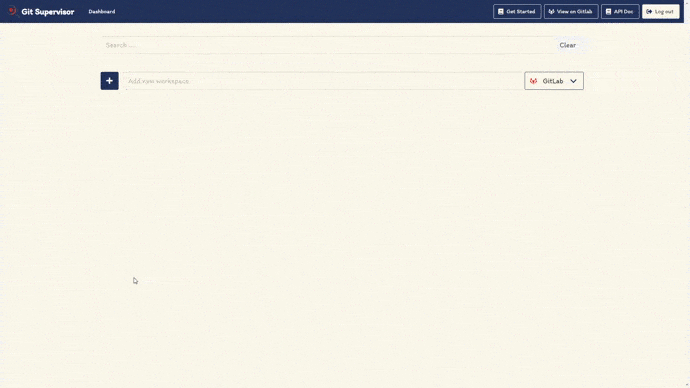 Git Supervisor Dashboard Get Started View on Gitlab API Doc Log out
Search ... Clear
Add new workspace GitLab